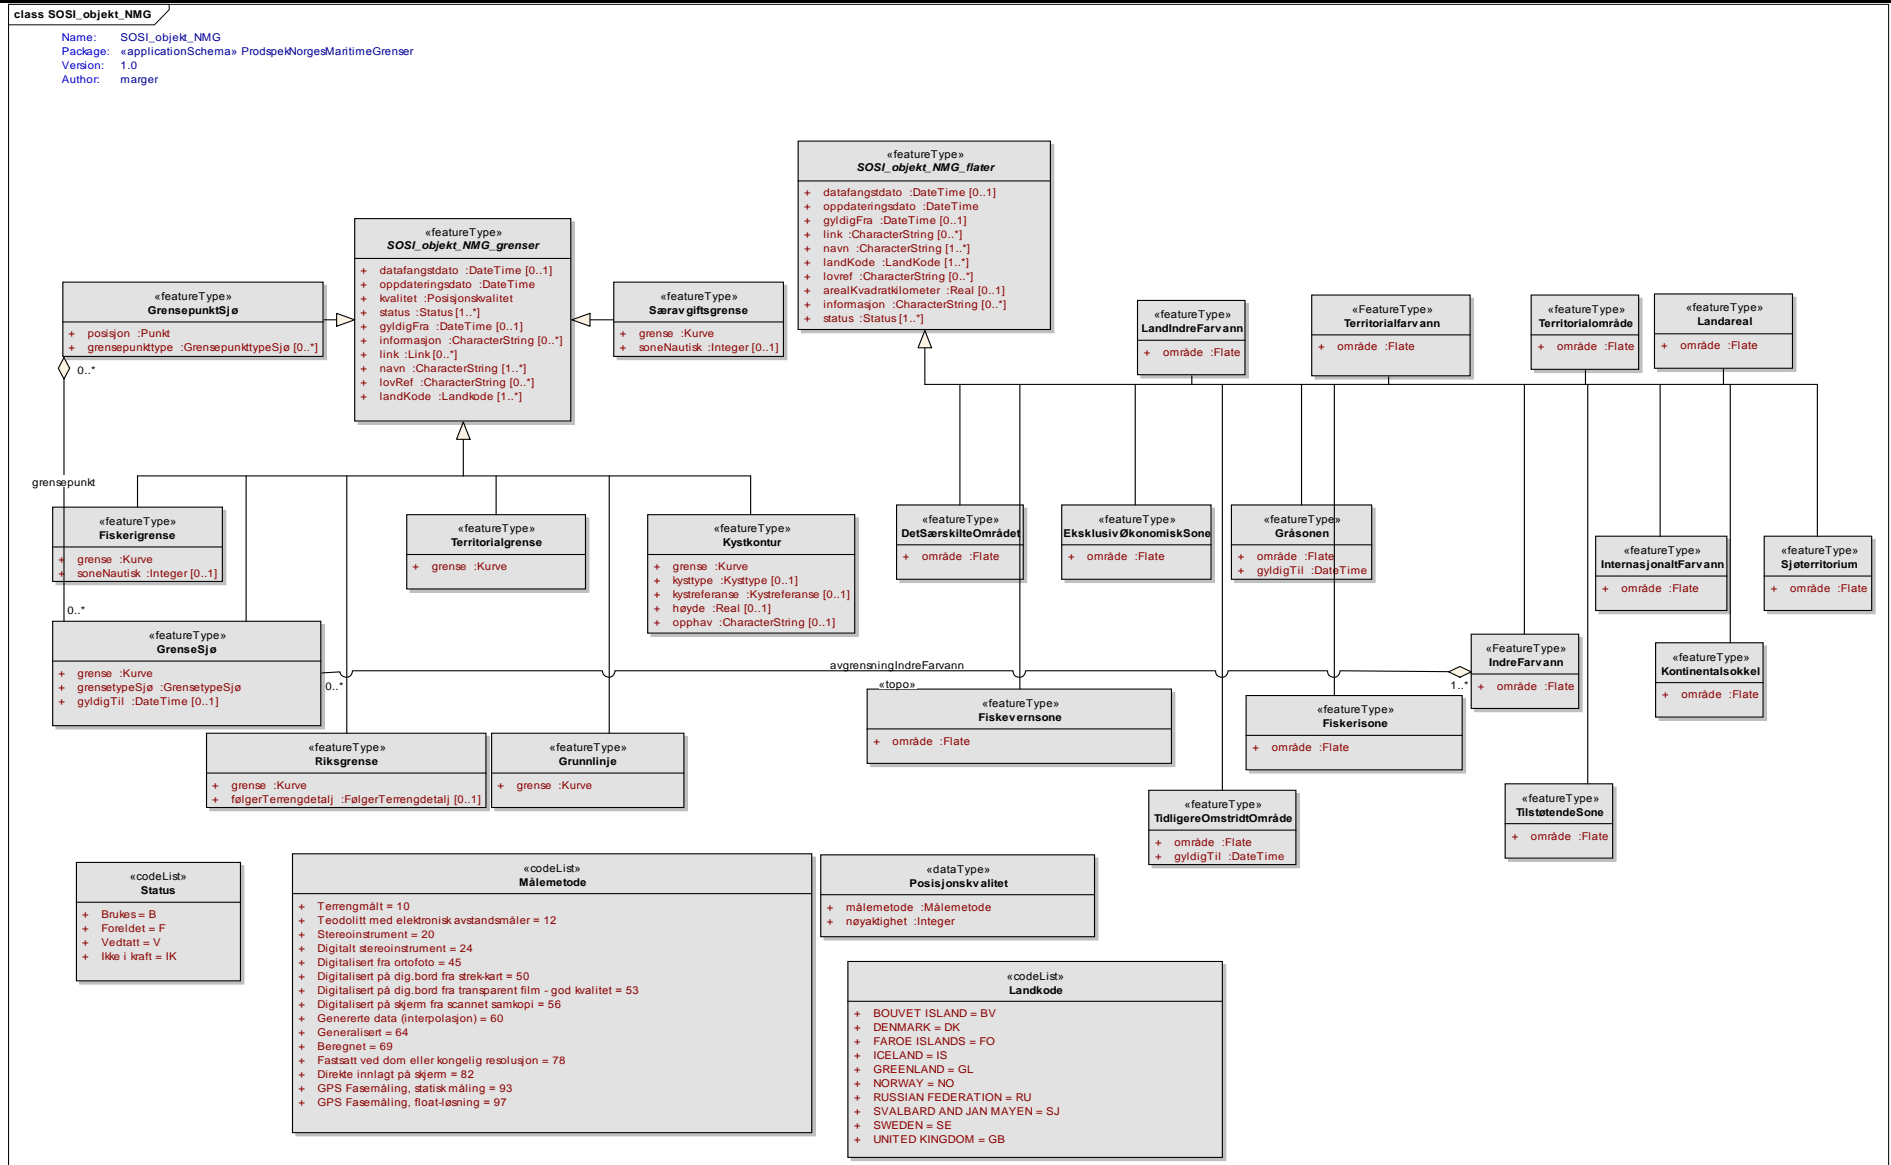 class SOSI_objekt_NMG
Name: SOSI_objekt_NMG
Package: «applicationSchema» ProdspekNorgesMaritimeGrenser
Version: 1.0
Author: marger
«featureType»
SOSI_objekt_NMG_flater
+ datafangstdato :DateTime [0..1]
+ oppdateringsdato :DateTime
+ gyldigFra :DateTime [0..1]
+ link :CharacterString [0..*]
+ navn :CharacterString [1..*]
+ landKode :LandKode [1..*]
+ lovref :CharacterString [0..*]
+ arealKvadratkilometer :Real [0..1]
+ informasjon :CharacterString [0..*]
+ status :Status [1..*]
«featureType»
SOSI_objekt_NMG_grenser
+ datafangstdato :DateTime [0..1]
+ oppdateringsdato :DateTime
+ kvalitet :Posisjonskvalitet
+ status :Status [1..*]
+ gyldigFra :DateTime [0..1]
+ informasjon :CharacterString [0..*]
+ link :Link [0..*]
+ navn :CharacterString [1..*]
+ lovRef :CharacterString [0..*]
+ landKode :Landkode [1..*]
«featureType»
GrensepunktSjø
+ posisjon :Punkt
+ grensepunkttype :GrensepunkttypeSjø [0..*]
0..*
«featureType»
Særavgiftsgrense
+ grense :Kurve
+ soneNautisk :Integer [0..1]
«featureType»
LandIndreFarvann
+ område :Flate
«FeatureType»
Territorialfarvann
+ område :Flate
«featureType»
Territorialområde
+ område :Flate
«featureType»
Landareal
+ område :Flate
grensepunkt
«featureType»
Fiskerigrense
+ grense :Kurve
+ soneNautisk :Integer [0..1]
«featureType»
Territorialgrense
+ grense :Kurve
«featureType»
Kystkontur
+ grense :Kurve
+ kysttype :Kysttype [0..1]
+ kystreferanse :Kystreferanse [0..1]
+ høyde :Real [0..1]
+ opphav :CharacterString [0..1]
«featureType»
DetSærskilteOmrådet
+ område :Flate
«featureType»
EksklusivØkonomiskSone
+ område :Flate
«featureType»
Gråsonen
+ område :Flate
+ gyldigTil :DateTime
«featureType»
InternasjonaltFarvann
+ område :Flate
«featureType»
Sjøterritorium
+ område :Flate
0..*
«featureType»
GrenseSjø
+ grense :Kurve
+ grensetypeSjø :GrensetypeSjø
+ gyldigTil :DateTime [0..1]
0..*
avgrensningIndreFarvann
«topo»
1..*
«FeatureType»
IndreFarvann
+ område :Flate
«featureType»
Kontinentalsokkel
+ område :Flate
«featureType»
Fiskevernsone
+ område :Flate
«featureType»
Fiskerisone
+ område :Flate
«featureType»
Riksgrense
+ grense :Kurve
+ følgerTerrengdetalj :FølgerTerrengdetalj [0..1]
«featureType»
Grunnlinje
+ grense :Kurve
«featureType»
TidligereOmstridtOmråde
+ område :Flate
+ gyldigTil :DateTime
«featureType»
TilstøtendeSone
+ område :Flate
«codeList»
Status
+ Brukes = B
+ Foreldet = F
+ Vedtatt = V
+ Ikke i kraft = IK
«codeList»
Målemetode
+ Terrengmålt = 10
+ Teodolitt med elektronisk avstandsmåler = 12
+ Stereoinstrument = 20
+ Digitalt stereoinstrument = 24
+ Digitalisert fra ortofoto = 45
+ Digitalisert på dig.bord fra strek-kart = 50
+ Digitalisert på dig.bord fra transparent film - god kvalitet = 53
+ Digitalisert på skjerm fra scannet samkopi = 56
+ Genererte data (interpolasjon) = 60
+ Generalisert = 64
+ Beregnet = 69
+ Fastsatt ved dom eller kongelig resolusjon = 78
+ Direkte innlagt på skjerm = 82
+ GPS Fasemåling, statisk måling = 93
+ GPS Fasemåling, float-løsning = 97
«dataType»
Posisjonskvalitet
+ målemetode :Målemetode
+ nøyaktighet :Integer
«codeList»
Landkode
+ BOUVET ISLAND = BV
+ DENMARK = DK
+ FAROE ISLANDS = FO
+ ICELAND = IS
+ GREENLAND = GL
+ NORWAY = NO
+ RUSSIAN FEDERATION = RU
+ SVALBARD AND JAN MAYEN = SJ
+ SWEDEN = SE
+ UNITED KINGDOM = GB